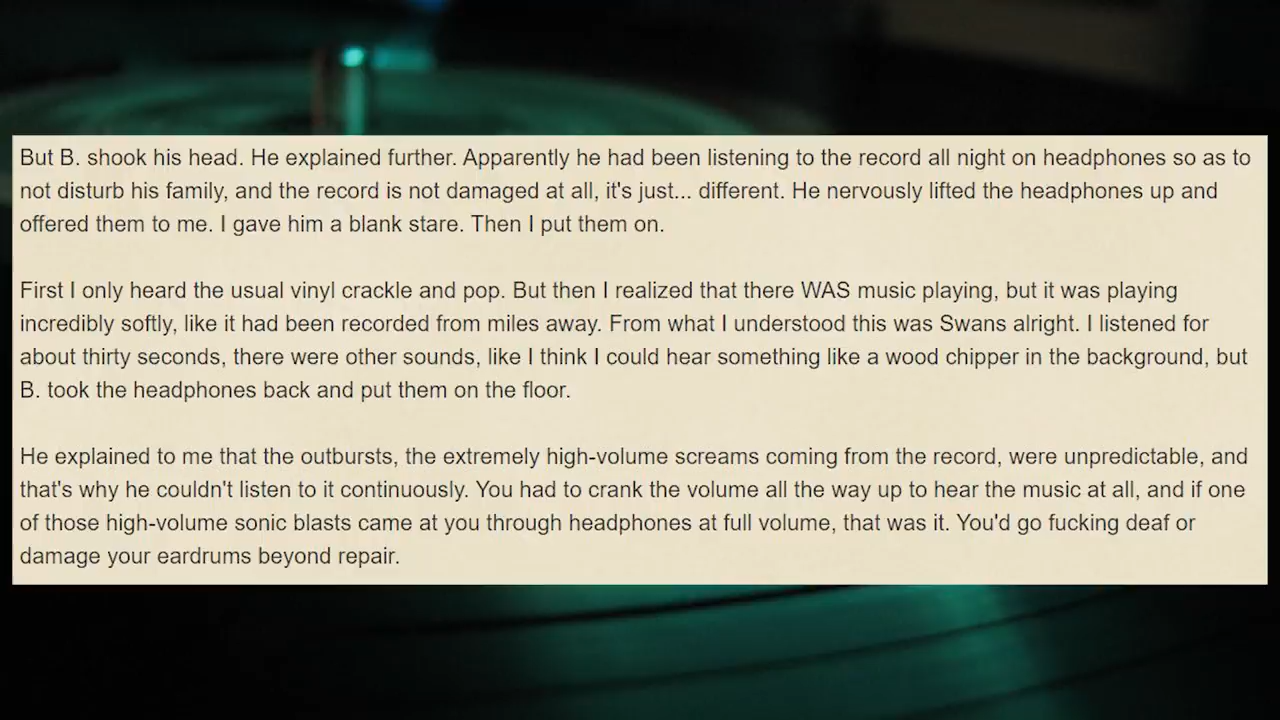 But B. shook his head. He explained further. Apparently he had been listening to the record all night on headphones so as to
not disturb his family, and the record is not damaged at all, it's just... different. He nervously lifted the headphones up and
offered them to me. I gave him a blank stare. Then I put them on.
First I only heard the usual vinyl crackle and pop. But then I realized that there WAS music playing, but it was playing
incredibly softly, like it had been recorded from miles away. From what I understood this was Swans alright. I listened for
about thirty seconds, there were other sounds, like I think I could hear something like a wood chipper in the background, but
B. took the headphones back and put them on the floor.
He explained to me that the outbursts, the extremely high-volume screams coming from the record, were unpredictable, and
that's why he couldn't listen to it continuously. You had to crank the volume all the way up to hear the music at all, and if one
of those high-volume sonic blasts came at you through headphones at full volume, that was it. You'd go fucking deaf or
damage your eardrums beyond repair.